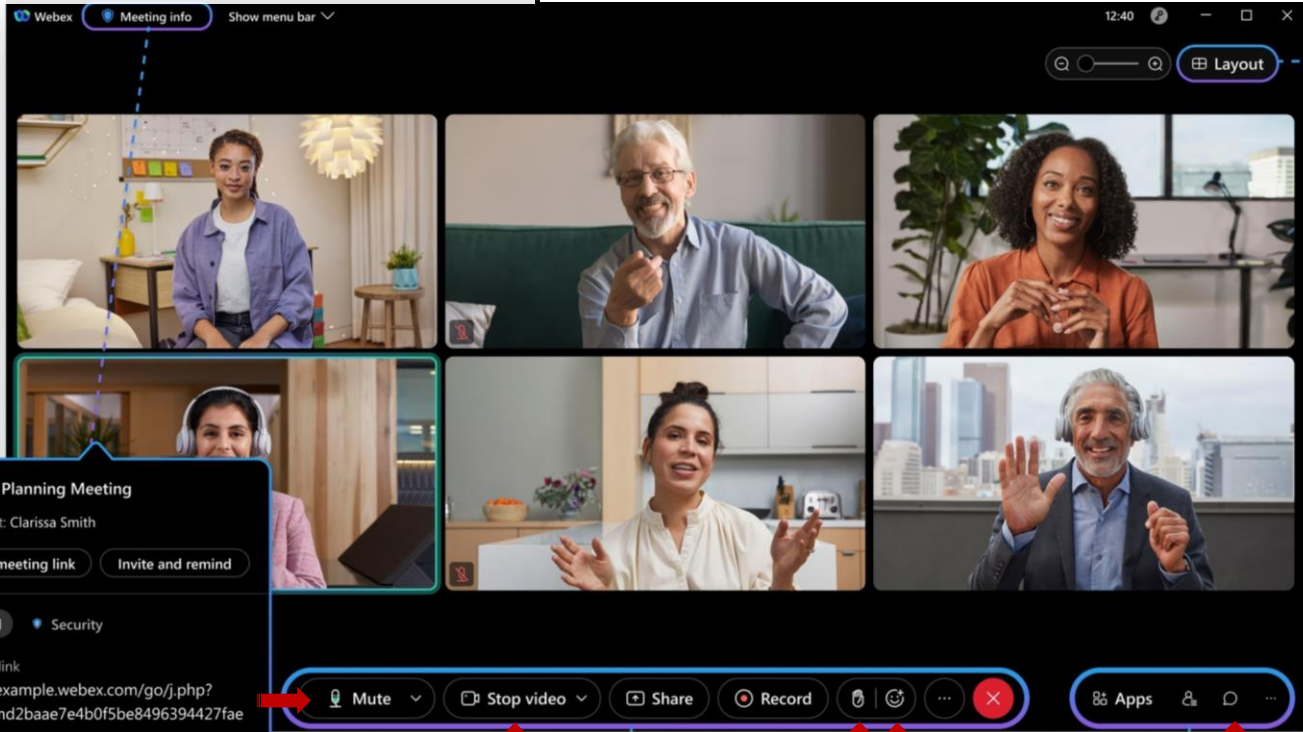 Webex
Meeting info
Show menu bar
12:40
Layout
Planning Meeting
t: Clarissa Smith
meeting link
Invite and remind
Security
link
example.webex.com/go/j.php?
md2baae7e4b0f5be8496394427fae
Mute
Stop video
Share
Record
Apps